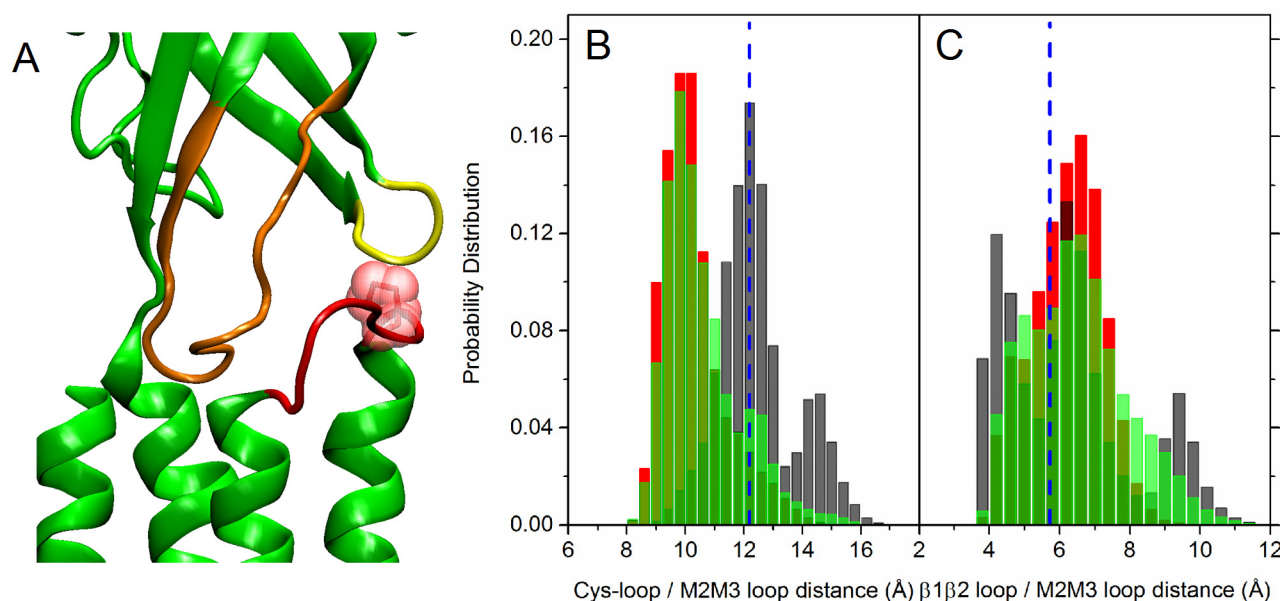 A
B
C
Probability Distribution
0.20
0.16
0.12
0.08
0.04
0.00
6 8 10 12 14 16 2 4 6 8 10 12
Cys-loop / M2M3 loop distance (Å) β1β2 loop / M2M3 loop distance (Å)